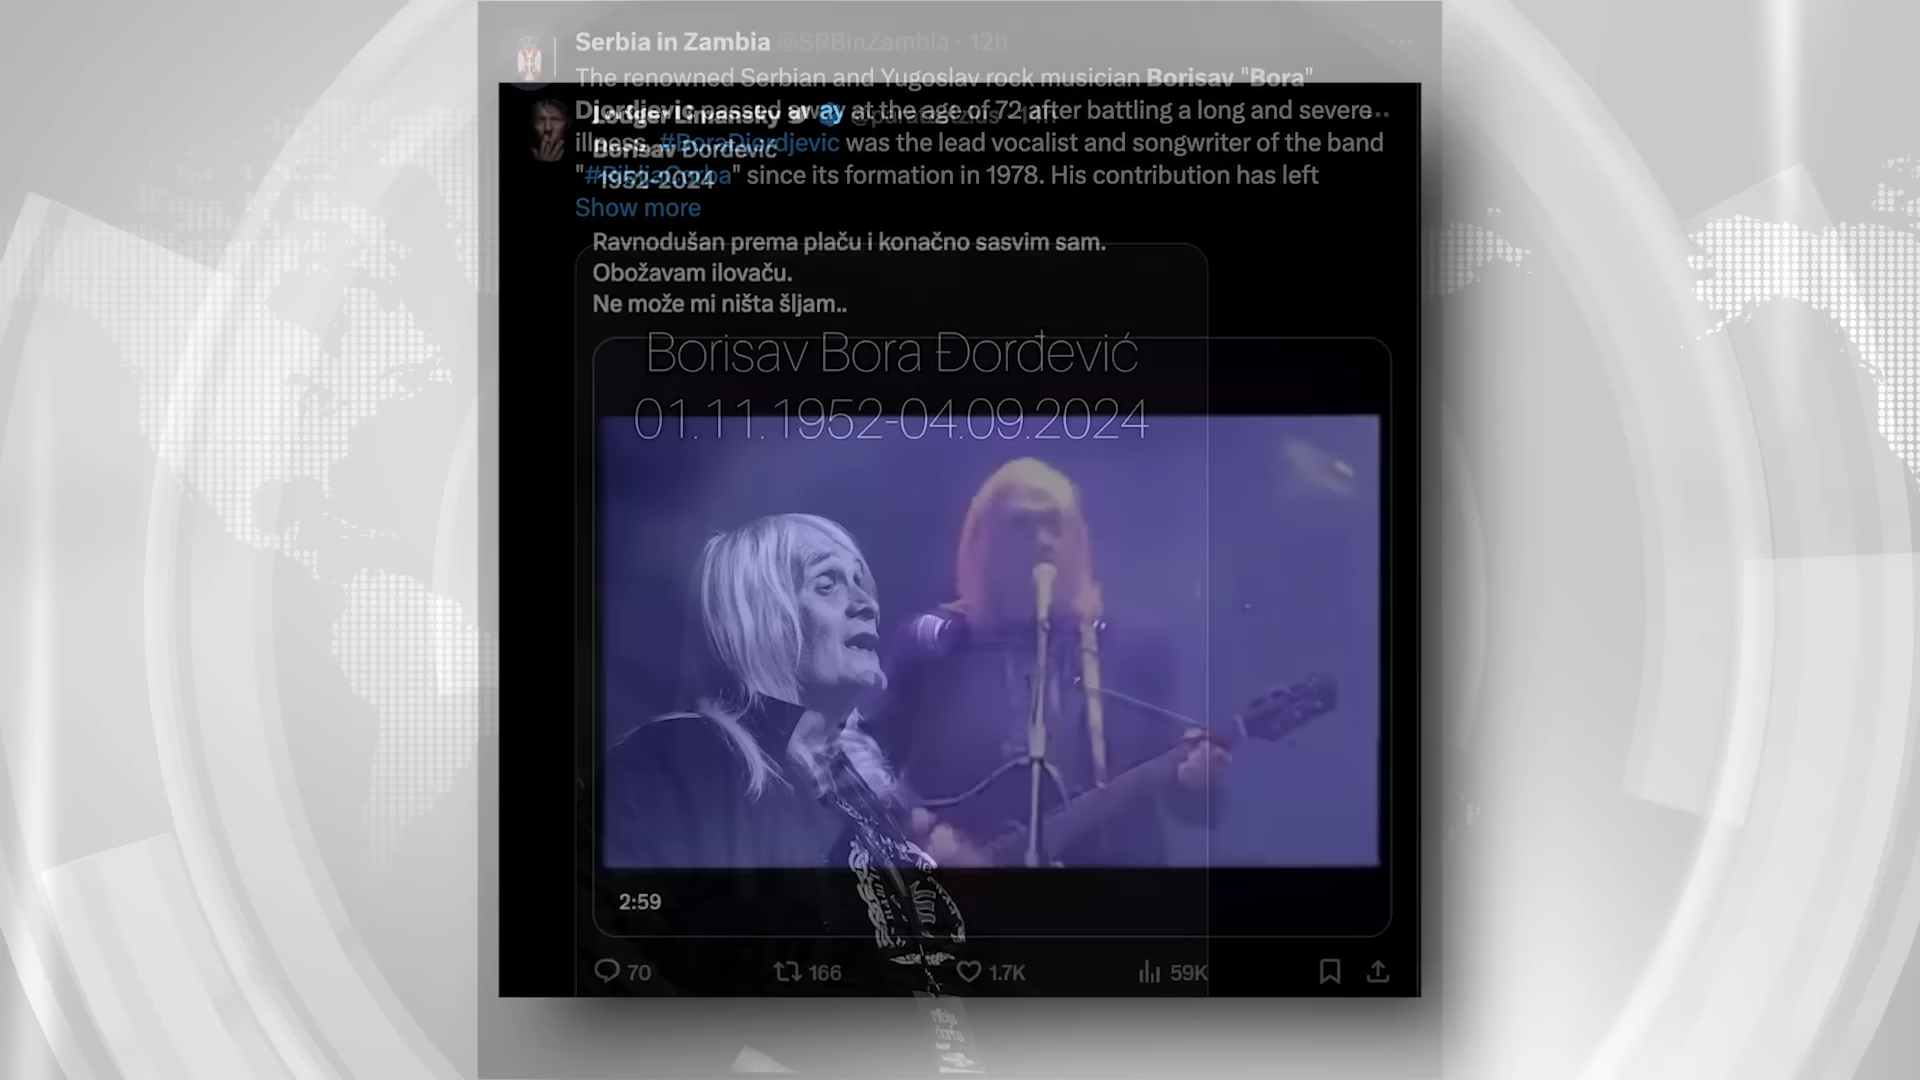 Serbia in Zambia @SRBinZambia · 12h
The renowned Serbian and Yugoslav rock musician Borisav "Bora"
Djordjevic passed away at the age of 72 after battling a long and severe
illness. #BoraDjordjevic was the lead vocalist and songwriter of the band
"#RibljaCorba" since its formation in 1978. His contribution has left
Show more
Borisav Đorđević
1952-2024
Ravnodušan prema plaču i konačno sasvim sam.
Obožavam ilovaču.
Ne može mi ništa šljam..
Borisav Bora Đorđević
01.11.1952-04.09.2024
2:59
70 166 1.7K 59K